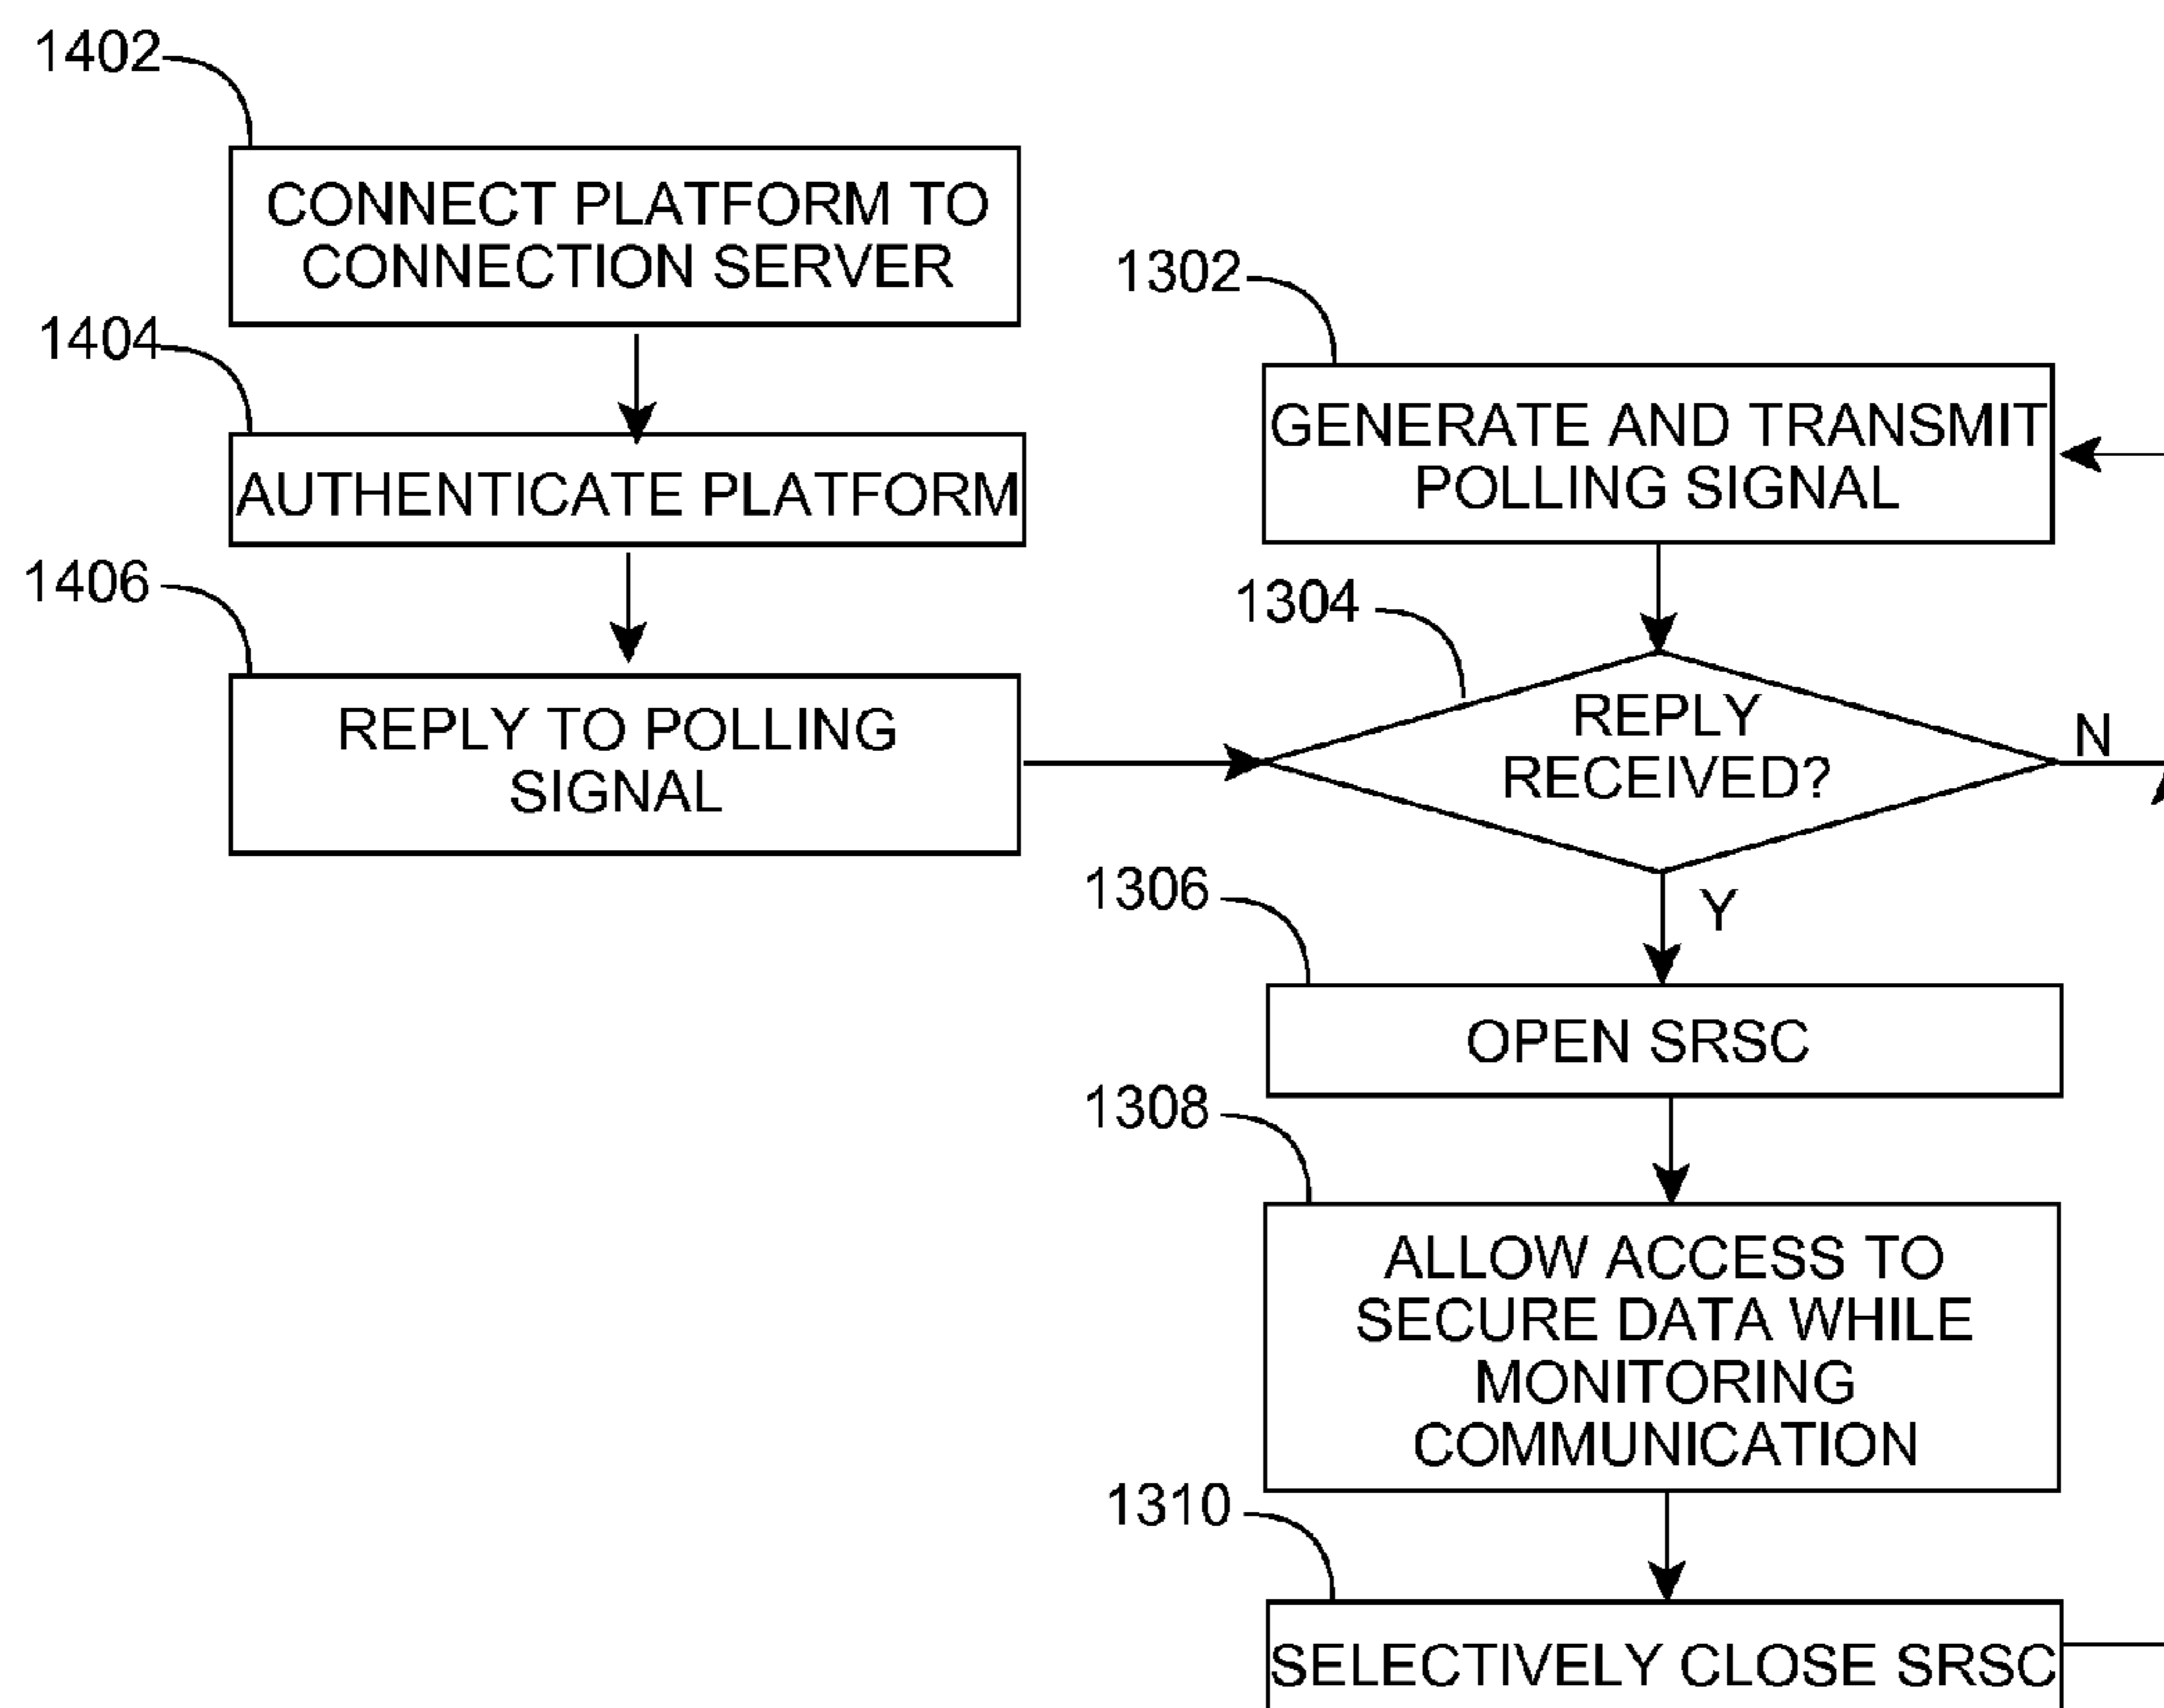 1402
CONNECT PLATFORM TO
CONNECTION SERVER
1404
AUTHENTICATE PLATFORM
1406
REPLY TO POLLING
SIGNAL
1302
GENERATE AND TRANSMIT
POLLING SIGNAL
1304
REPLY
RECEIVED?
N
Y
1306
OPEN SRSC
1308
ALLOW ACCESS TO
SECURE DATA WHILE
MONITORING
COMMUNICATION
1310
SELECTIVELY CLOSE SRSC